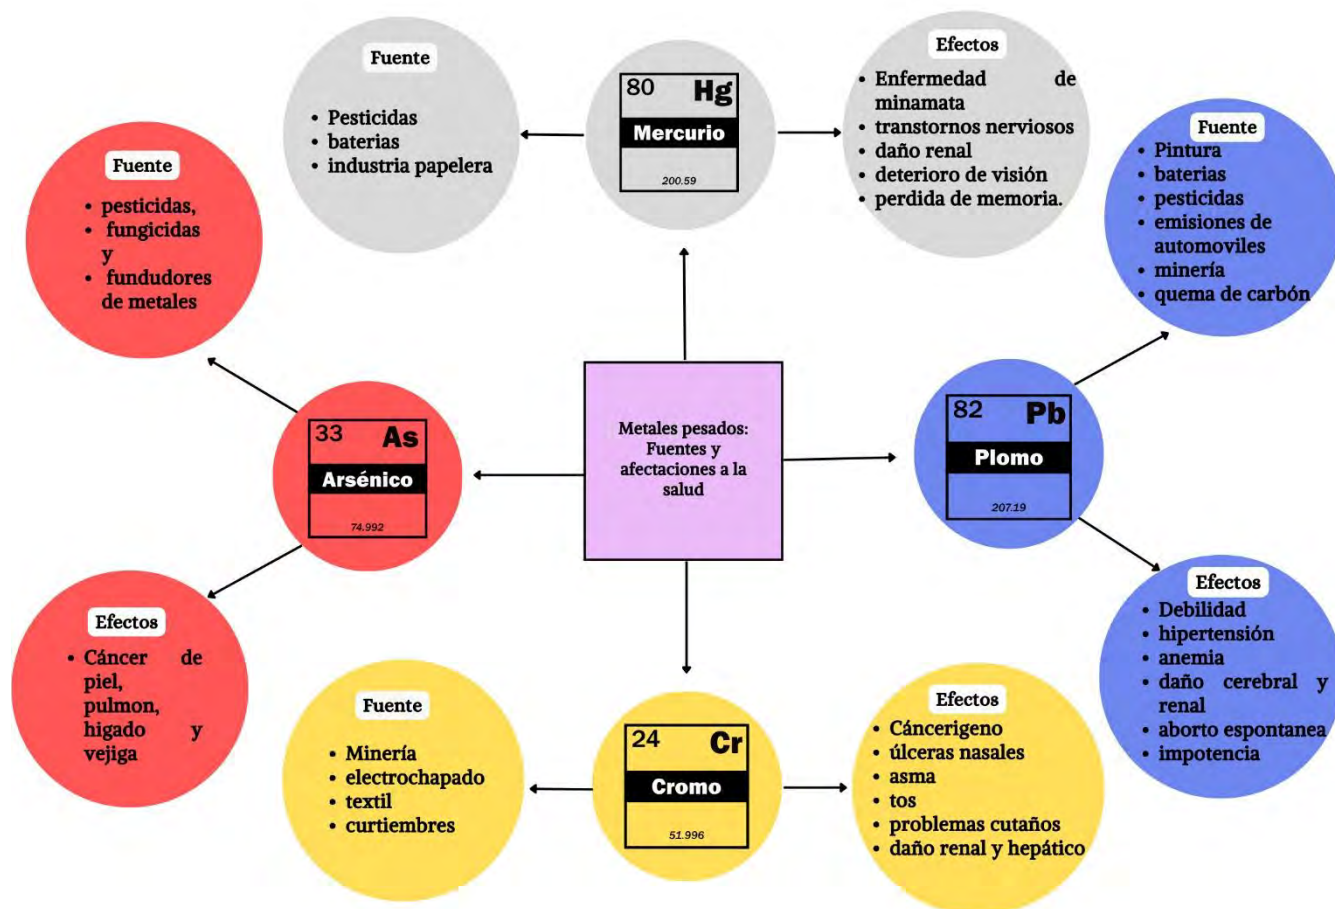 Fuente
• Pesticidas
• baterias
• industria papelera
80 Hg
Mercurio
200.59
Efectos
• Enfermedad de
minamata
• transtornos nerviosos
• daño renal
• deterioro de visión
• perdida de memoria.
Fuente
• pesticidas,
• fungicidas
y
• fundudores
de metales
33 As
Arsénico
74.992
Efectos
• Cáncer de
piel,
pulmon,
higado y
vejiga
Metales pesados:
Fuentes y
afectaciones a la
salud
Fuente
• Pintura
• baterias
• pesticidas
• emisiones de
automoviles
• minería
• quema de carbón
82 Pb
Plomo
207.19
Efectos
• Debilidad
• hipertensión
• anemia
• daño cerebral y
renal
• aborto espontanea
• impotencia
Fuente
• Minería
• electrochapado
• textil
• curtiembres
24 Cr
Cromo
51.996
Efectos
• Cáncerigeno
• úlceras nasales
• asma
• tos
• problemas cutaños
• daño renal y hepático